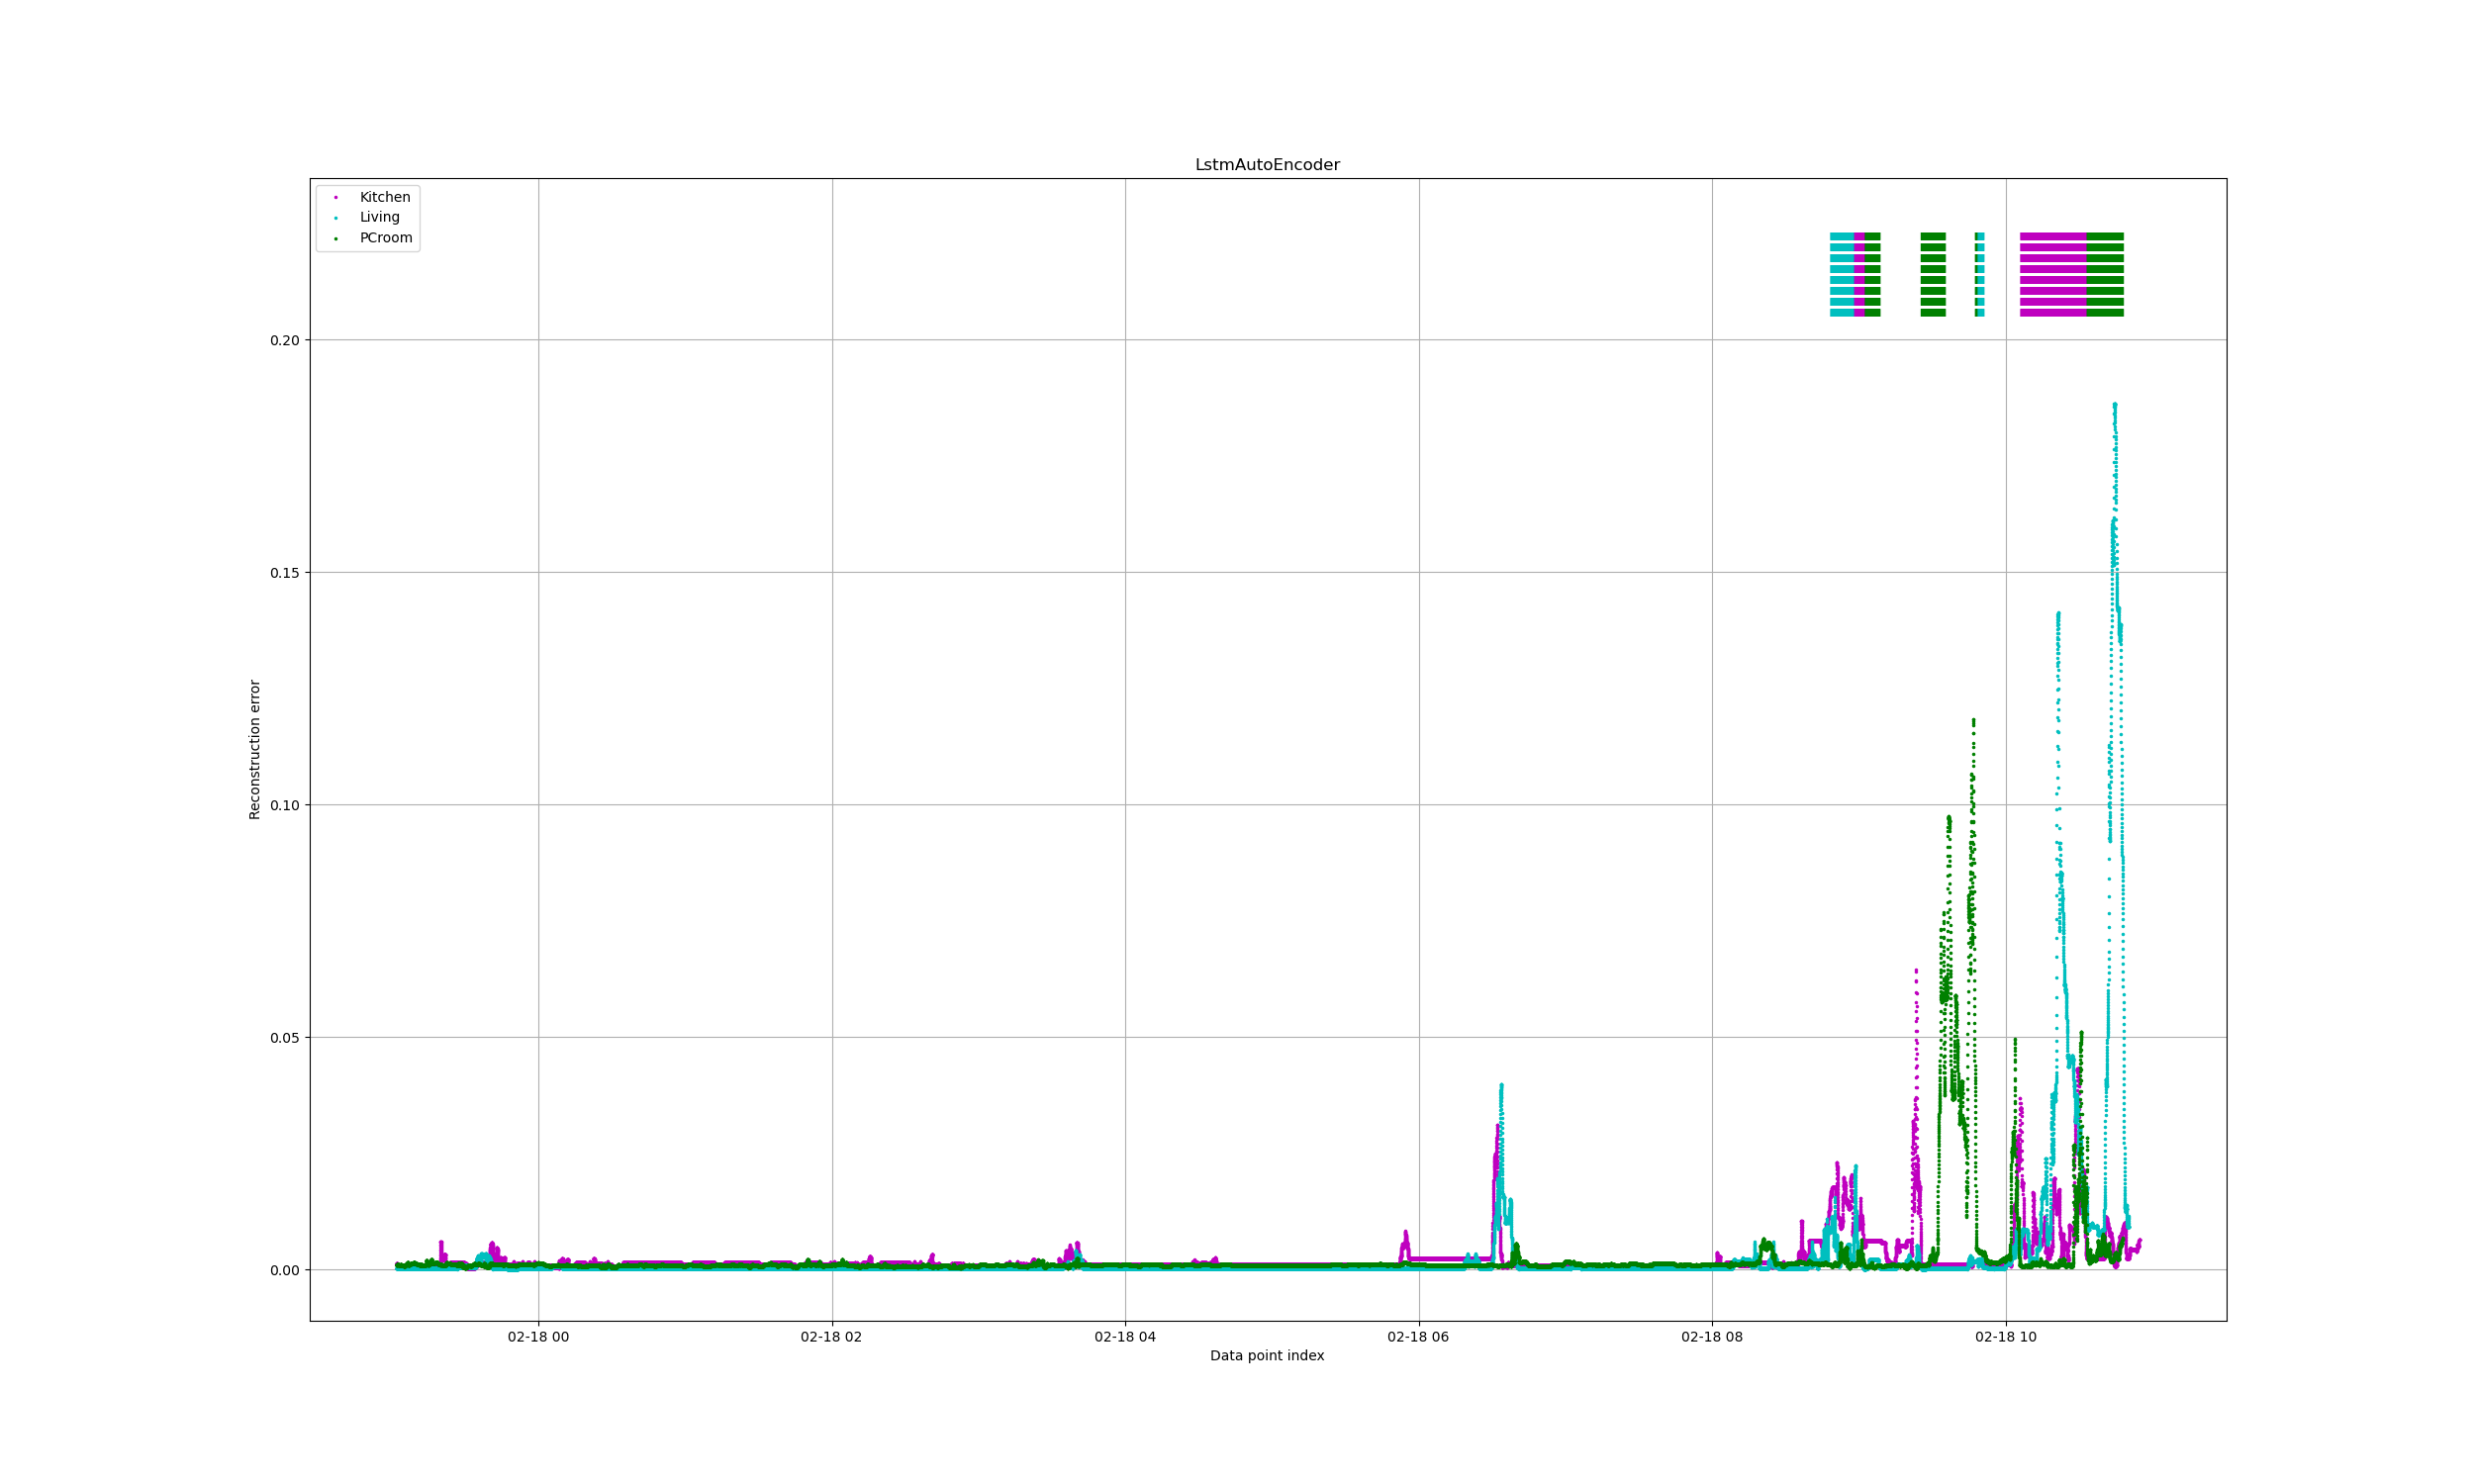 LstmAutoEncoder
Kitchen
Living
PCroom
0.20
0.15
0.10
0.05
0.00
Reconstruction error
02-18 00
02-18 02
02-18 04
02-18 06
02-18 08
02-18 10
Data point index